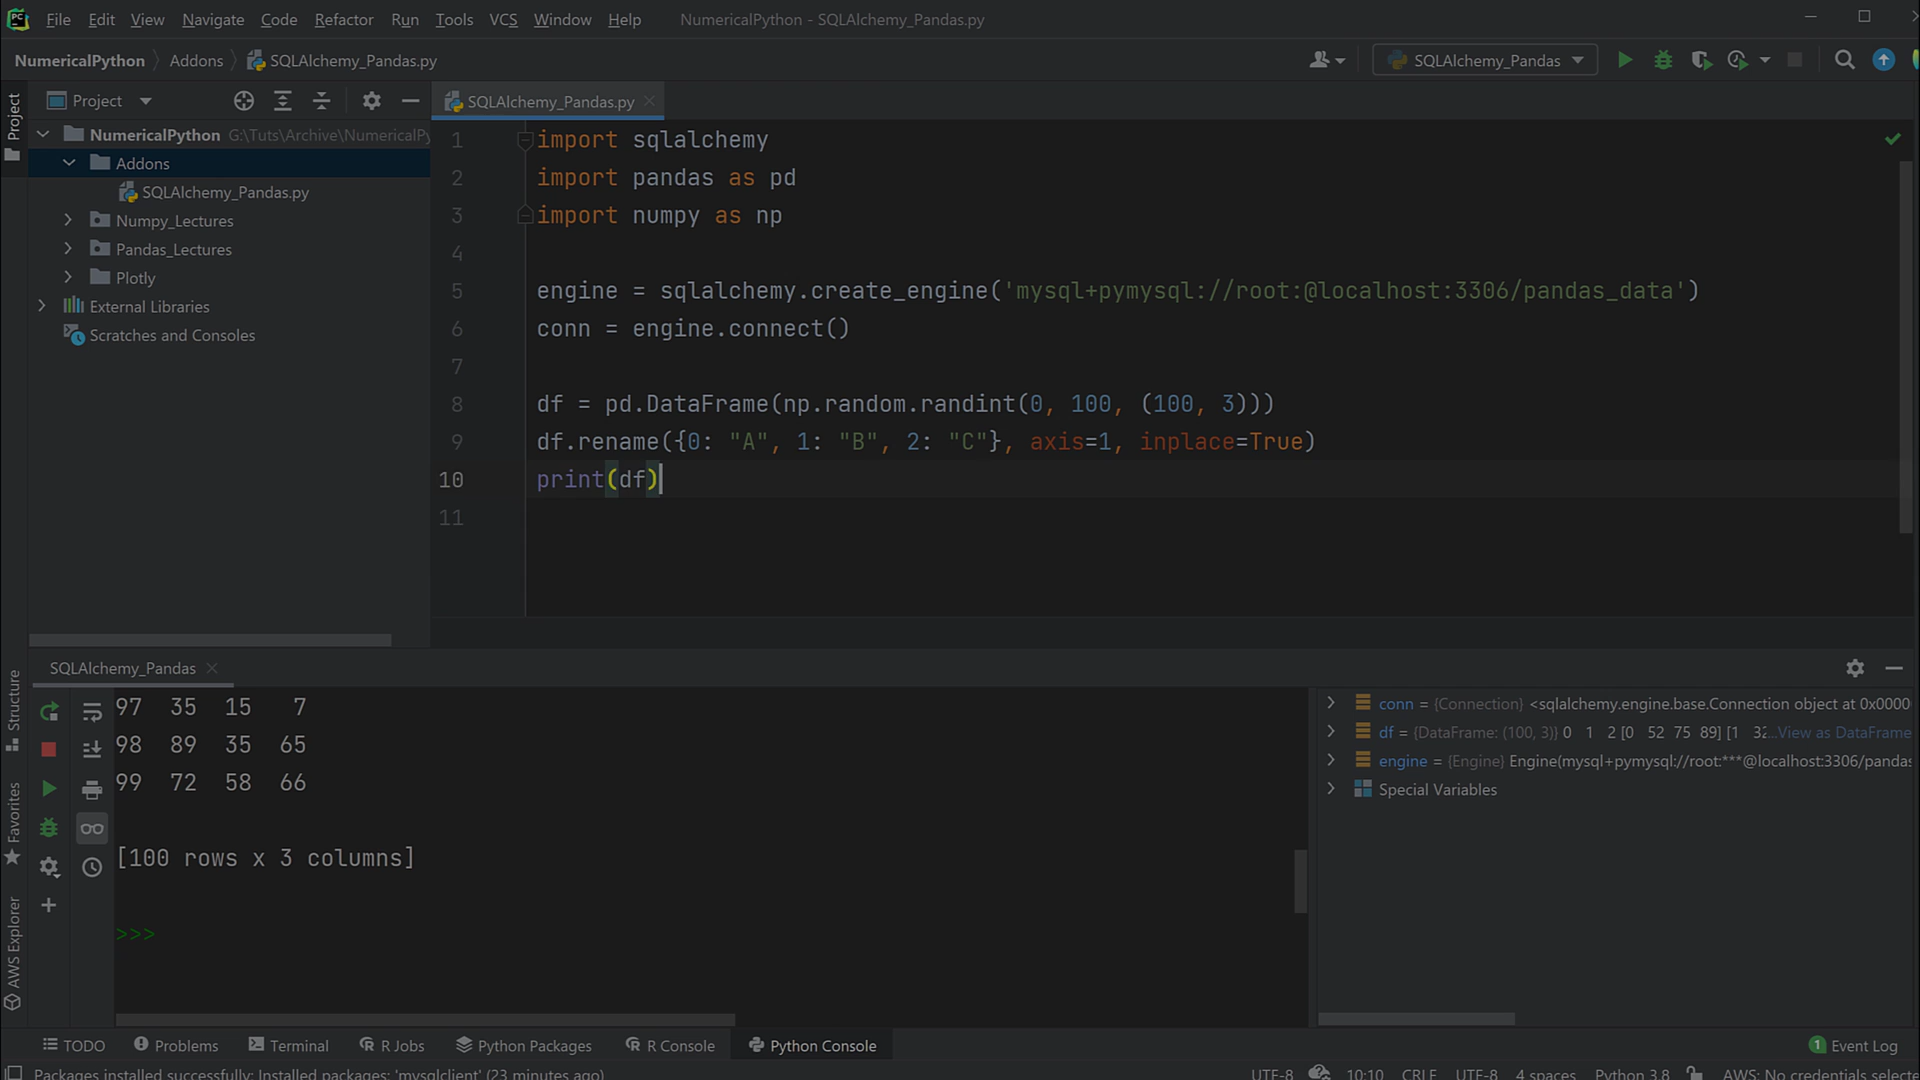 File Edit View Navigate Code Refactor Run Tools VCS Window Help NumericalPython - SQLAlchemy_Pandas.py
NumericalPython Addons SQLAlchemy_Pandas.py SQLAlchemy_Pandas
Project
Project
SQLAlchemy_Pandas.py
NumericalPython G:\Tuts\Archive\NumericalPy
Addons
SQLAlchemy_Pandas.py
Numpy_Lectures
Pandas_Lectures
Plotly
External Libraries
Scratches and Consoles
1 import sqlalchemy
2 import pandas as pd
3 import numpy as np
4
5 engine = sqlalchemy.create_engine('mysql+pymysql://root:@localhost:3306/pandas_data')
6 conn = engine.connect()
7
8 df = pd.DataFrame(np.random.randint(0, 100, (100, 3)))
9 df.rename({0: "A", 1: "B", 2: "C"}, axis=1, inplace=True)
10 print(df)
11
Structure
Favorites
AWS Explorer
SQLAlchemy_Pandas
97 35 15 7
98 89 35 65
99 72 58 66
[100 rows x 3 columns]
>>>
conn = {Connection} <sqlalchemy.engine.base.Connection object at 0x0000
df = {DataFrame: (100, 3)} 0 1 2 [0 52 75 89] [1 32...View as DataFrame
engine = {Engine} Engine(mysql+pymysql://root:***@localhost:3306/pandas
Special Variables
TODO Problems Terminal R Jobs Python Packages R Console Python Console 1 Event Log
Packages installed successfully: Installed packages: 'mysqlclient' (23 minutes ago) UTF-8 10:10 CRLF UTF-8 4 spaces Python 3.8 AWS: No credentials selecte